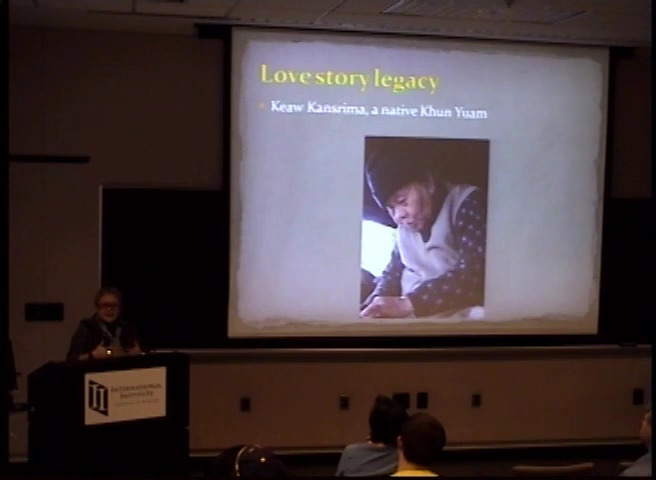 Love story legacy
Keaw Kansrima, a native Khun Yuam
INTERNATIONAL
INSTITUTE